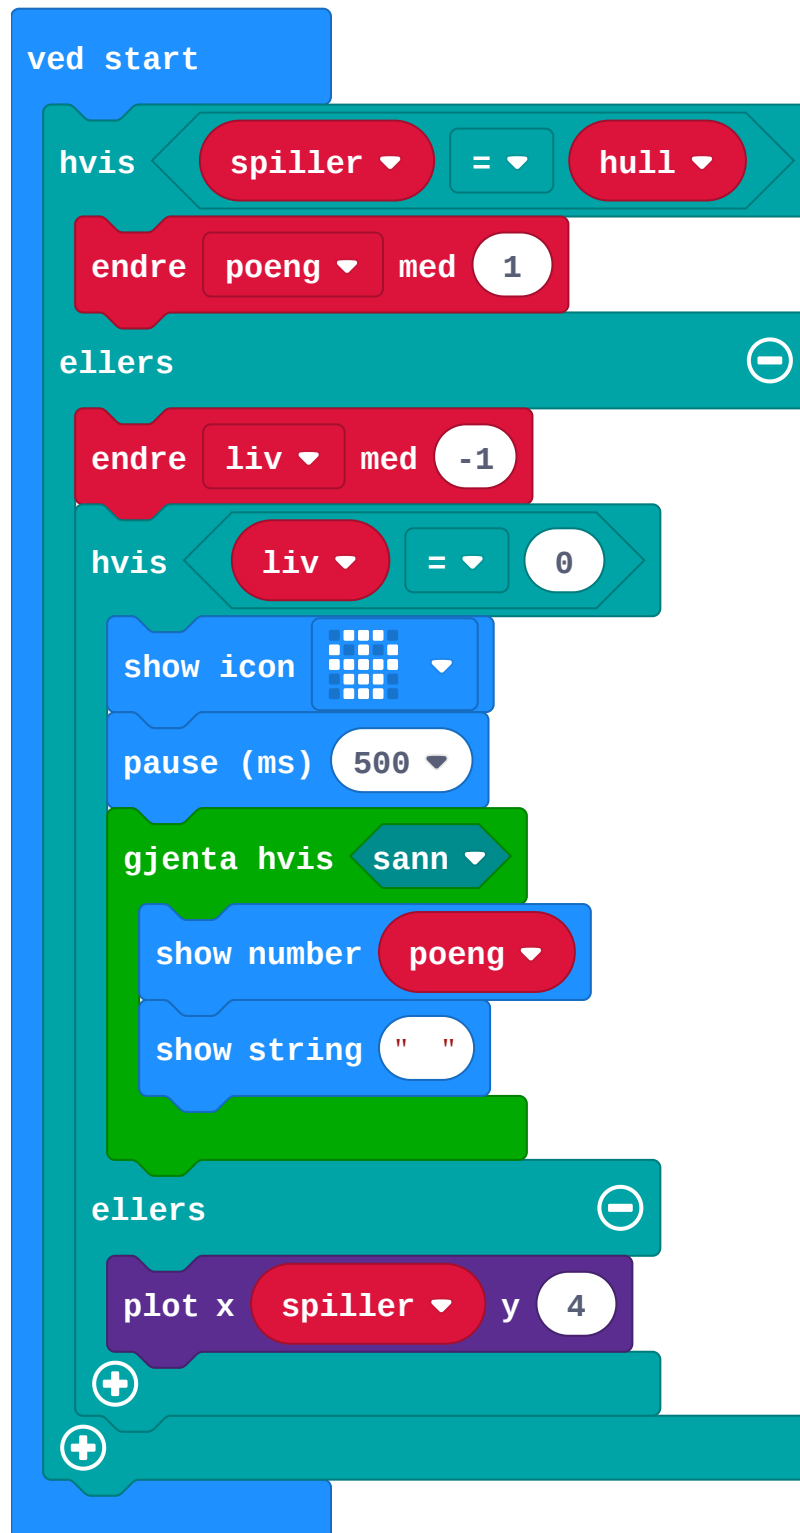 ved start
hvis spiller = hull
endre poeng med 1
ellers
endre liv med -1
hvis liv = 0
show icon
pause (ms) 500
gjenta hvis sann
show number poeng
show string " "
ellers
plot x spiller y 4